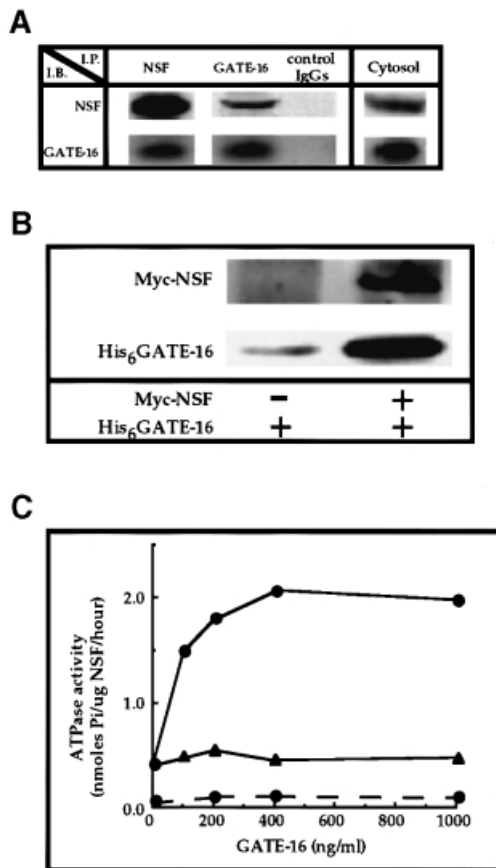 A
I.P.
I.B.
NSF
GATE-16
control
IgGs
Cytosol
NSF
GATE-16
B
Myc-NSF
His6GATE-16
Myc-NSF - +
His6GATE-16 + +
C
ATPase activity
(nmoles Pi/ug NSF/hour)
2.0
1.0
0.0
0 200 400 600 800 1000
GATE-16 (ng/ml)